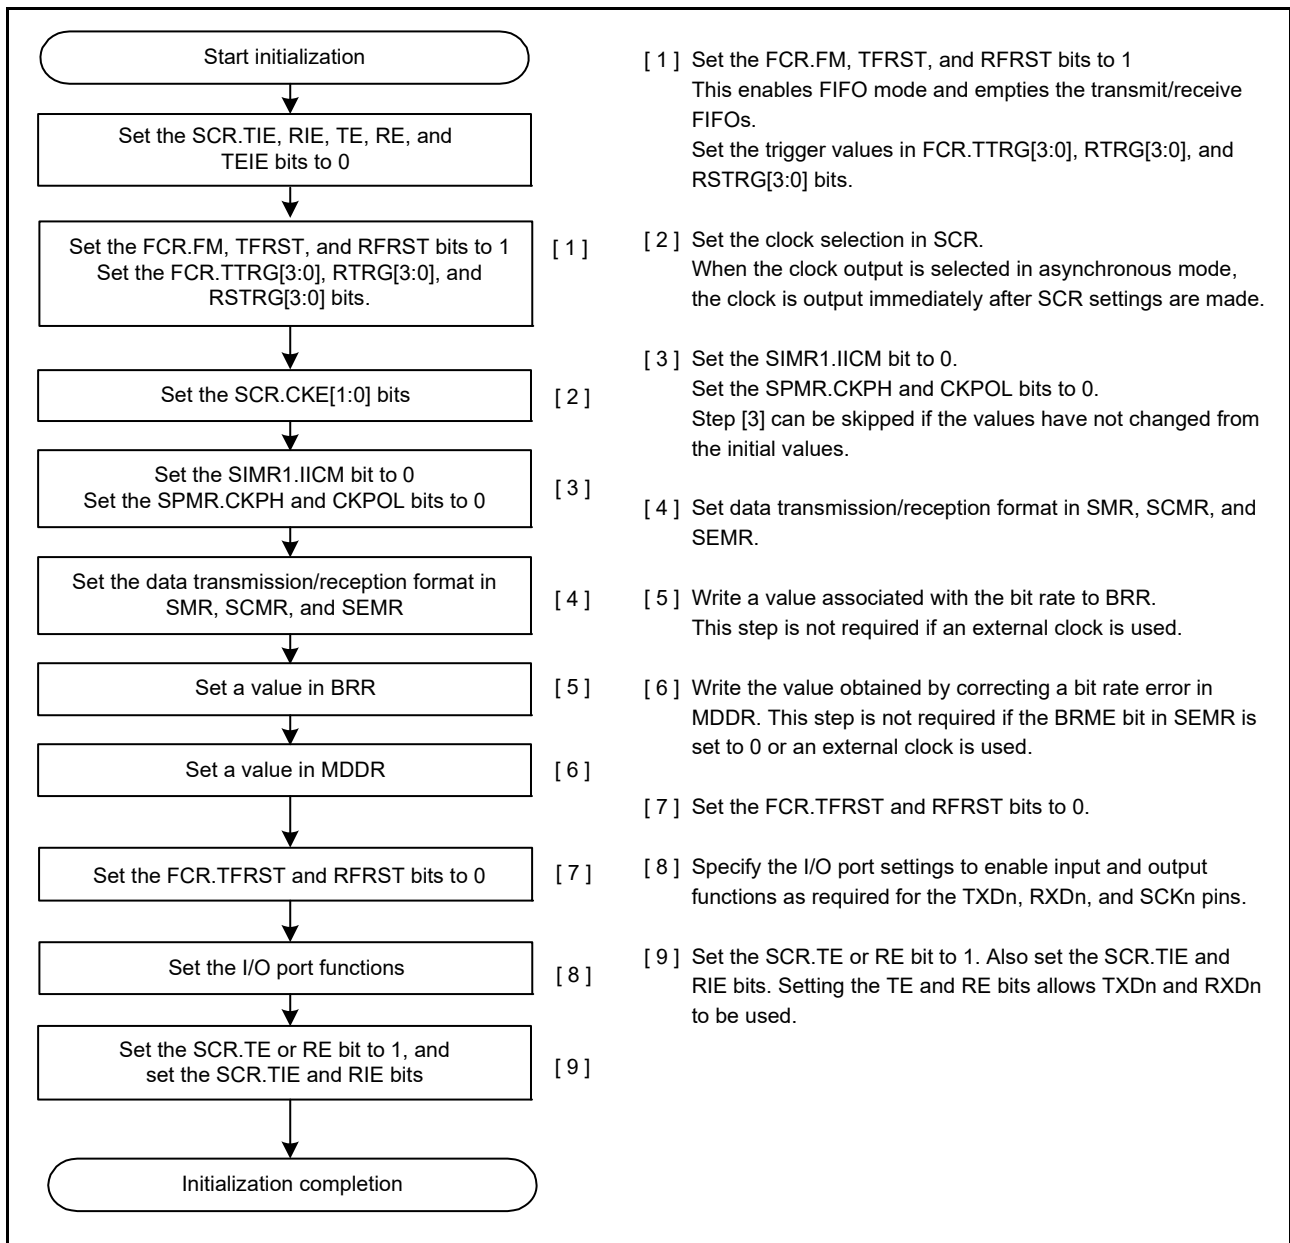 Start initialization
Set the SCR.TIE, RIE, TE, RE, and
TEIE bits to 0
Set the FCR.FM, TFRST, and RFRST bits to 1
Set the FCR.TTRG[3:0], RTRG[3:0], and
RSTRG[3:0] bits.
[ 1 ]
Set the SCR.CKE[1:0] bits
[ 2 ]
Set the SIMR1.IICM bit to 0
Set the SPMR.CKPH and CKPOL bits to 0
[ 3 ]
Set the data transmission/reception format in
SMR, SCMR, and SEMR
[ 4 ]
Set a value in BRR
[ 5 ]
Set a value in MDDR
[ 6 ]
Set the FCR.TFRST and RFRST bits to 0
[ 7 ]
Set the I/O port functions
[ 8 ]
Set the SCR.TE or RE bit to 1, and
set the SCR.TIE and RIE bits
[ 9 ]
Initialization completion
[ 1 ] Set the FCR.FM, TFRST, and RFRST bits to 1
This enables FIFO mode and empties the transmit/receive
FIFOs.
Set the trigger values in FCR.TTRG[3:0], RTRG[3:0], and
RSTRG[3:0] bits.
[ 2 ] Set the clock selection in SCR.
When the clock output is selected in asynchronous mode,
the clock is output immediately after SCR settings are made.
[ 3 ] Set the SIMR1.IICM bit to 0.
Set the SPMR.CKPH and CKPOL bits to 0.
Step [3] can be skipped if the values have not changed from
the initial values.
[ 4 ] Set data transmission/reception format in SMR, SCMR, and
SEMR.
[ 5 ] Write a value associated with the bit rate to BRR.
This step is not required if an external clock is used.
[ 6 ] Write the value obtained by correcting a bit rate error in
MDDR. This step is not required if the BRME bit in SEMR is
set to 0 or an external clock is used.
[ 7 ] Set the FCR.TFRST and RFRST bits to 0.
[ 8 ] Specify the I/O port settings to enable input and output
functions as required for the TXDn, RXDn, and SCKn pins.
[ 9 ] Set the SCR.TE or RE bit to 1. Also set the SCR.TIE and
RIE bits. Setting the TE and RE bits allows TXDn and RXDn
to be used.